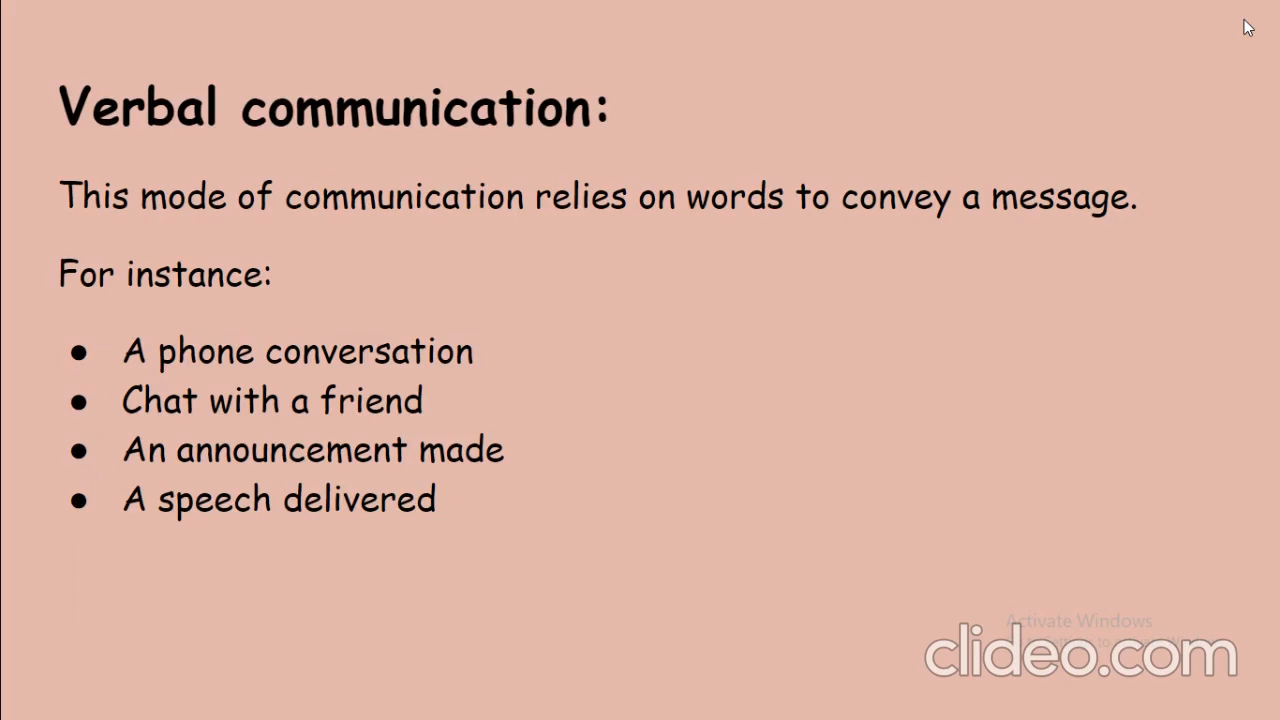 Verbal communication:
This mode of communication relies on words to convey a message.
For instance:
● A phone conversation
● Chat with a friend
● An announcement made
● A speech delivered
Activate Windows
clideo.com